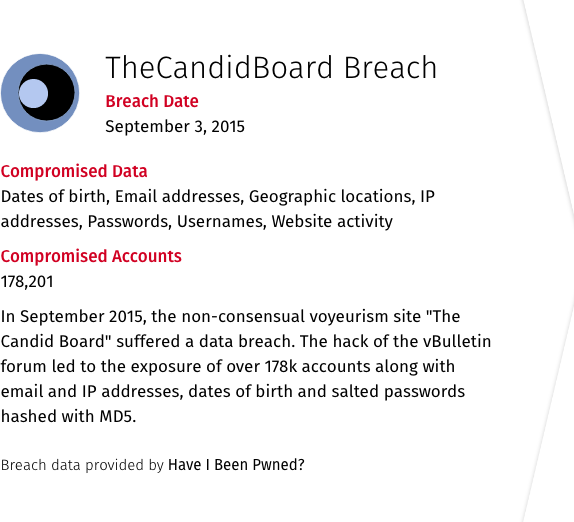 TheCandidBoard Breach
Breach Date
September 3, 2015
Compromised Data
Dates of birth, Email addresses, Geographic locations, IP
addresses, Passwords, Usernames, Website activity
Compromised Accounts
178,201
In September 2015, the non-consensual voyeurism site "The
Candid Board" suffered a data breach. The hack of the vBulletin
forum led to the exposure of over 178k accounts along with
email and IP addresses, dates of birth and salted passwords
hashed with MD5.
Breach data provided by Have I Been Pwned?